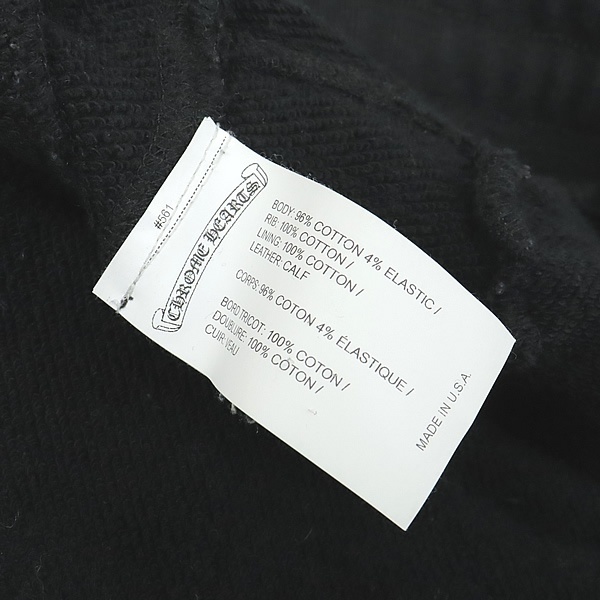 #561
CHROME HEARTS
BODY: 96% COTTON 4% ELASTIC /
RIB: 100% COTTON /
LINING: 100% COTTON /
LEATHER: CALF
CORPS: 96% COTON 4% ÉLASTIQUE /
BORD TRICOT: 100% COTON /
DOUBLURE: 100% COTON /
CUIR: VEAU
MADE IN U.S.A.